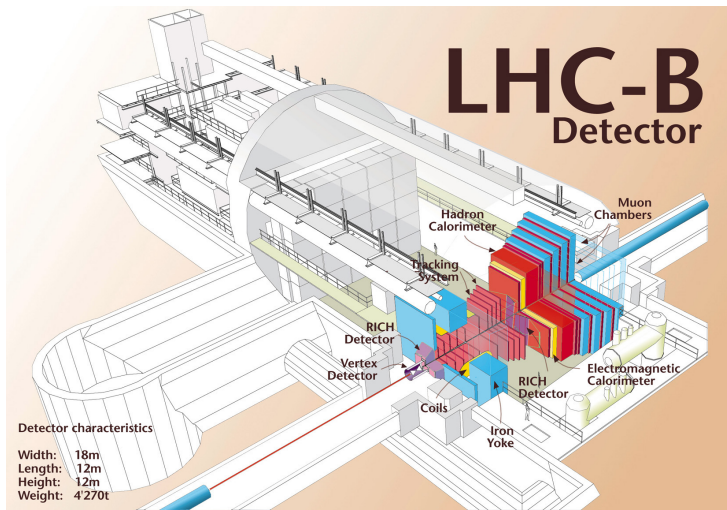 LHC-B
Detector
Muon
Chambers
Hadron
Calorimeter
Tracking
System
RICH
Detector
Vertex
Detector
Electromagnetic
Calorimeter
RICH
Detector
Coils
Iron
Yoke
Detector characteristics
Width: 18m
Length: 12m
Height: 12m
Weight: 4'270t